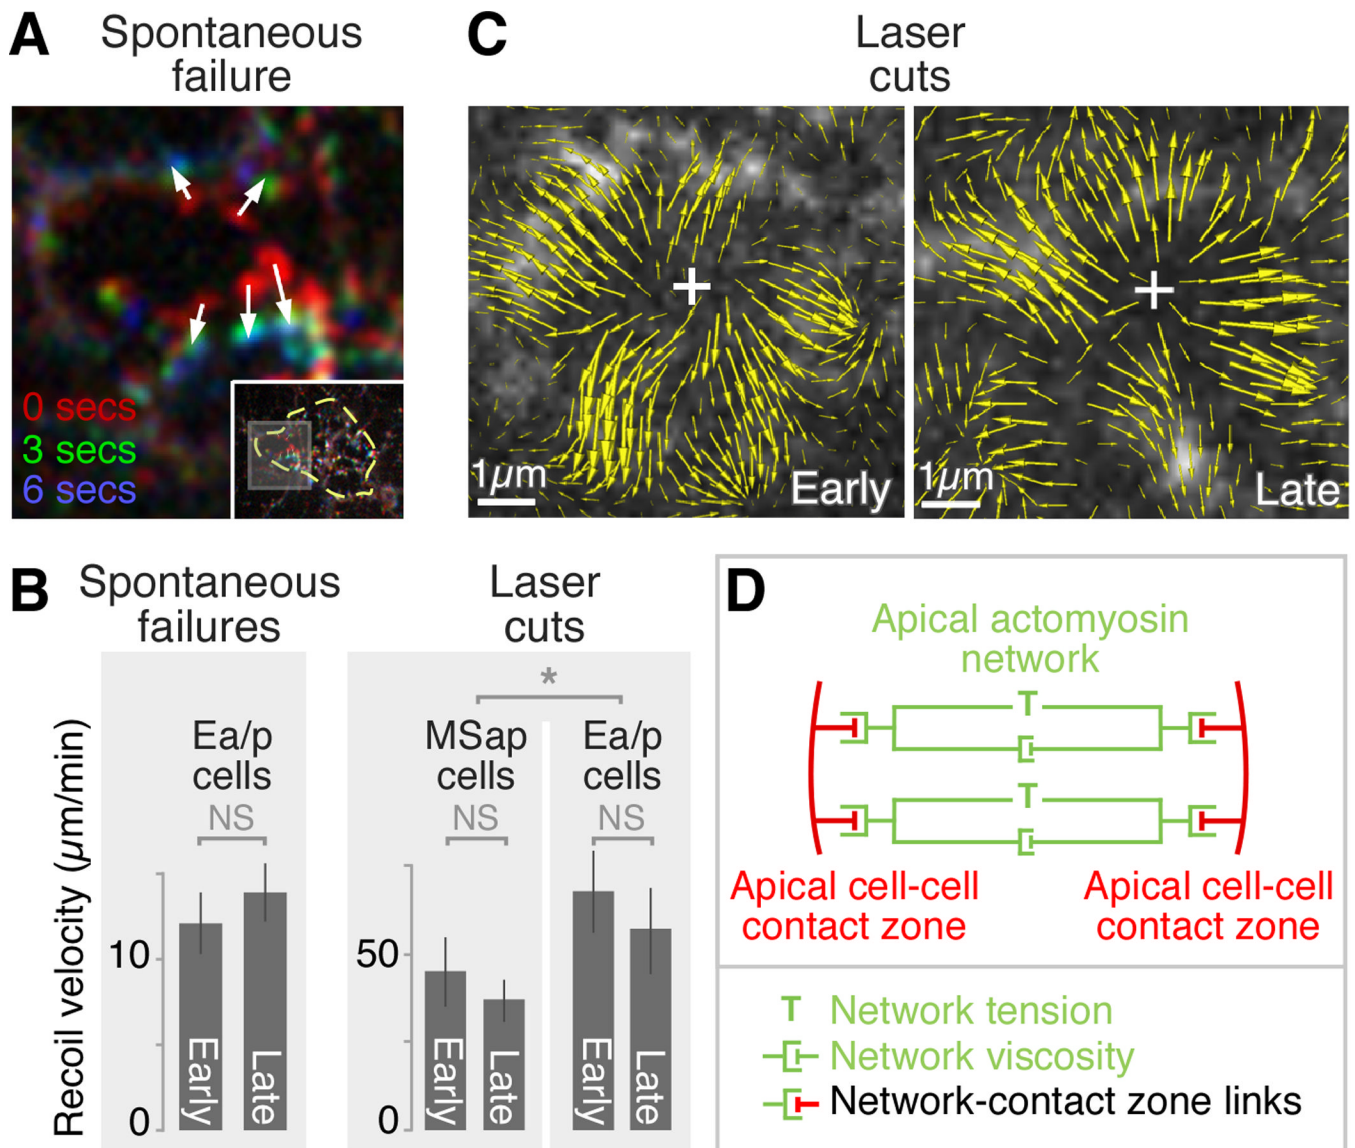 A
Spontaneous
failure
0 secs
3 secs
6 secs
C
Laser
cuts
1µm
Early
1µm
Late
B
Spontaneous
failures
Laser
cuts
Recoil velocity (µm/min)
Ea/p
cells
NS
10
0
Early
Late
*
MSap
cells
NS
Ea/p
cells
NS
50
0
Early
Late
Early
Late
D
Apical actomyosin
network
T
T
Apical cell-cell
contact zone
Apical cell-cell
contact zone
T Network tension
Network viscosity
Network-contact zone links